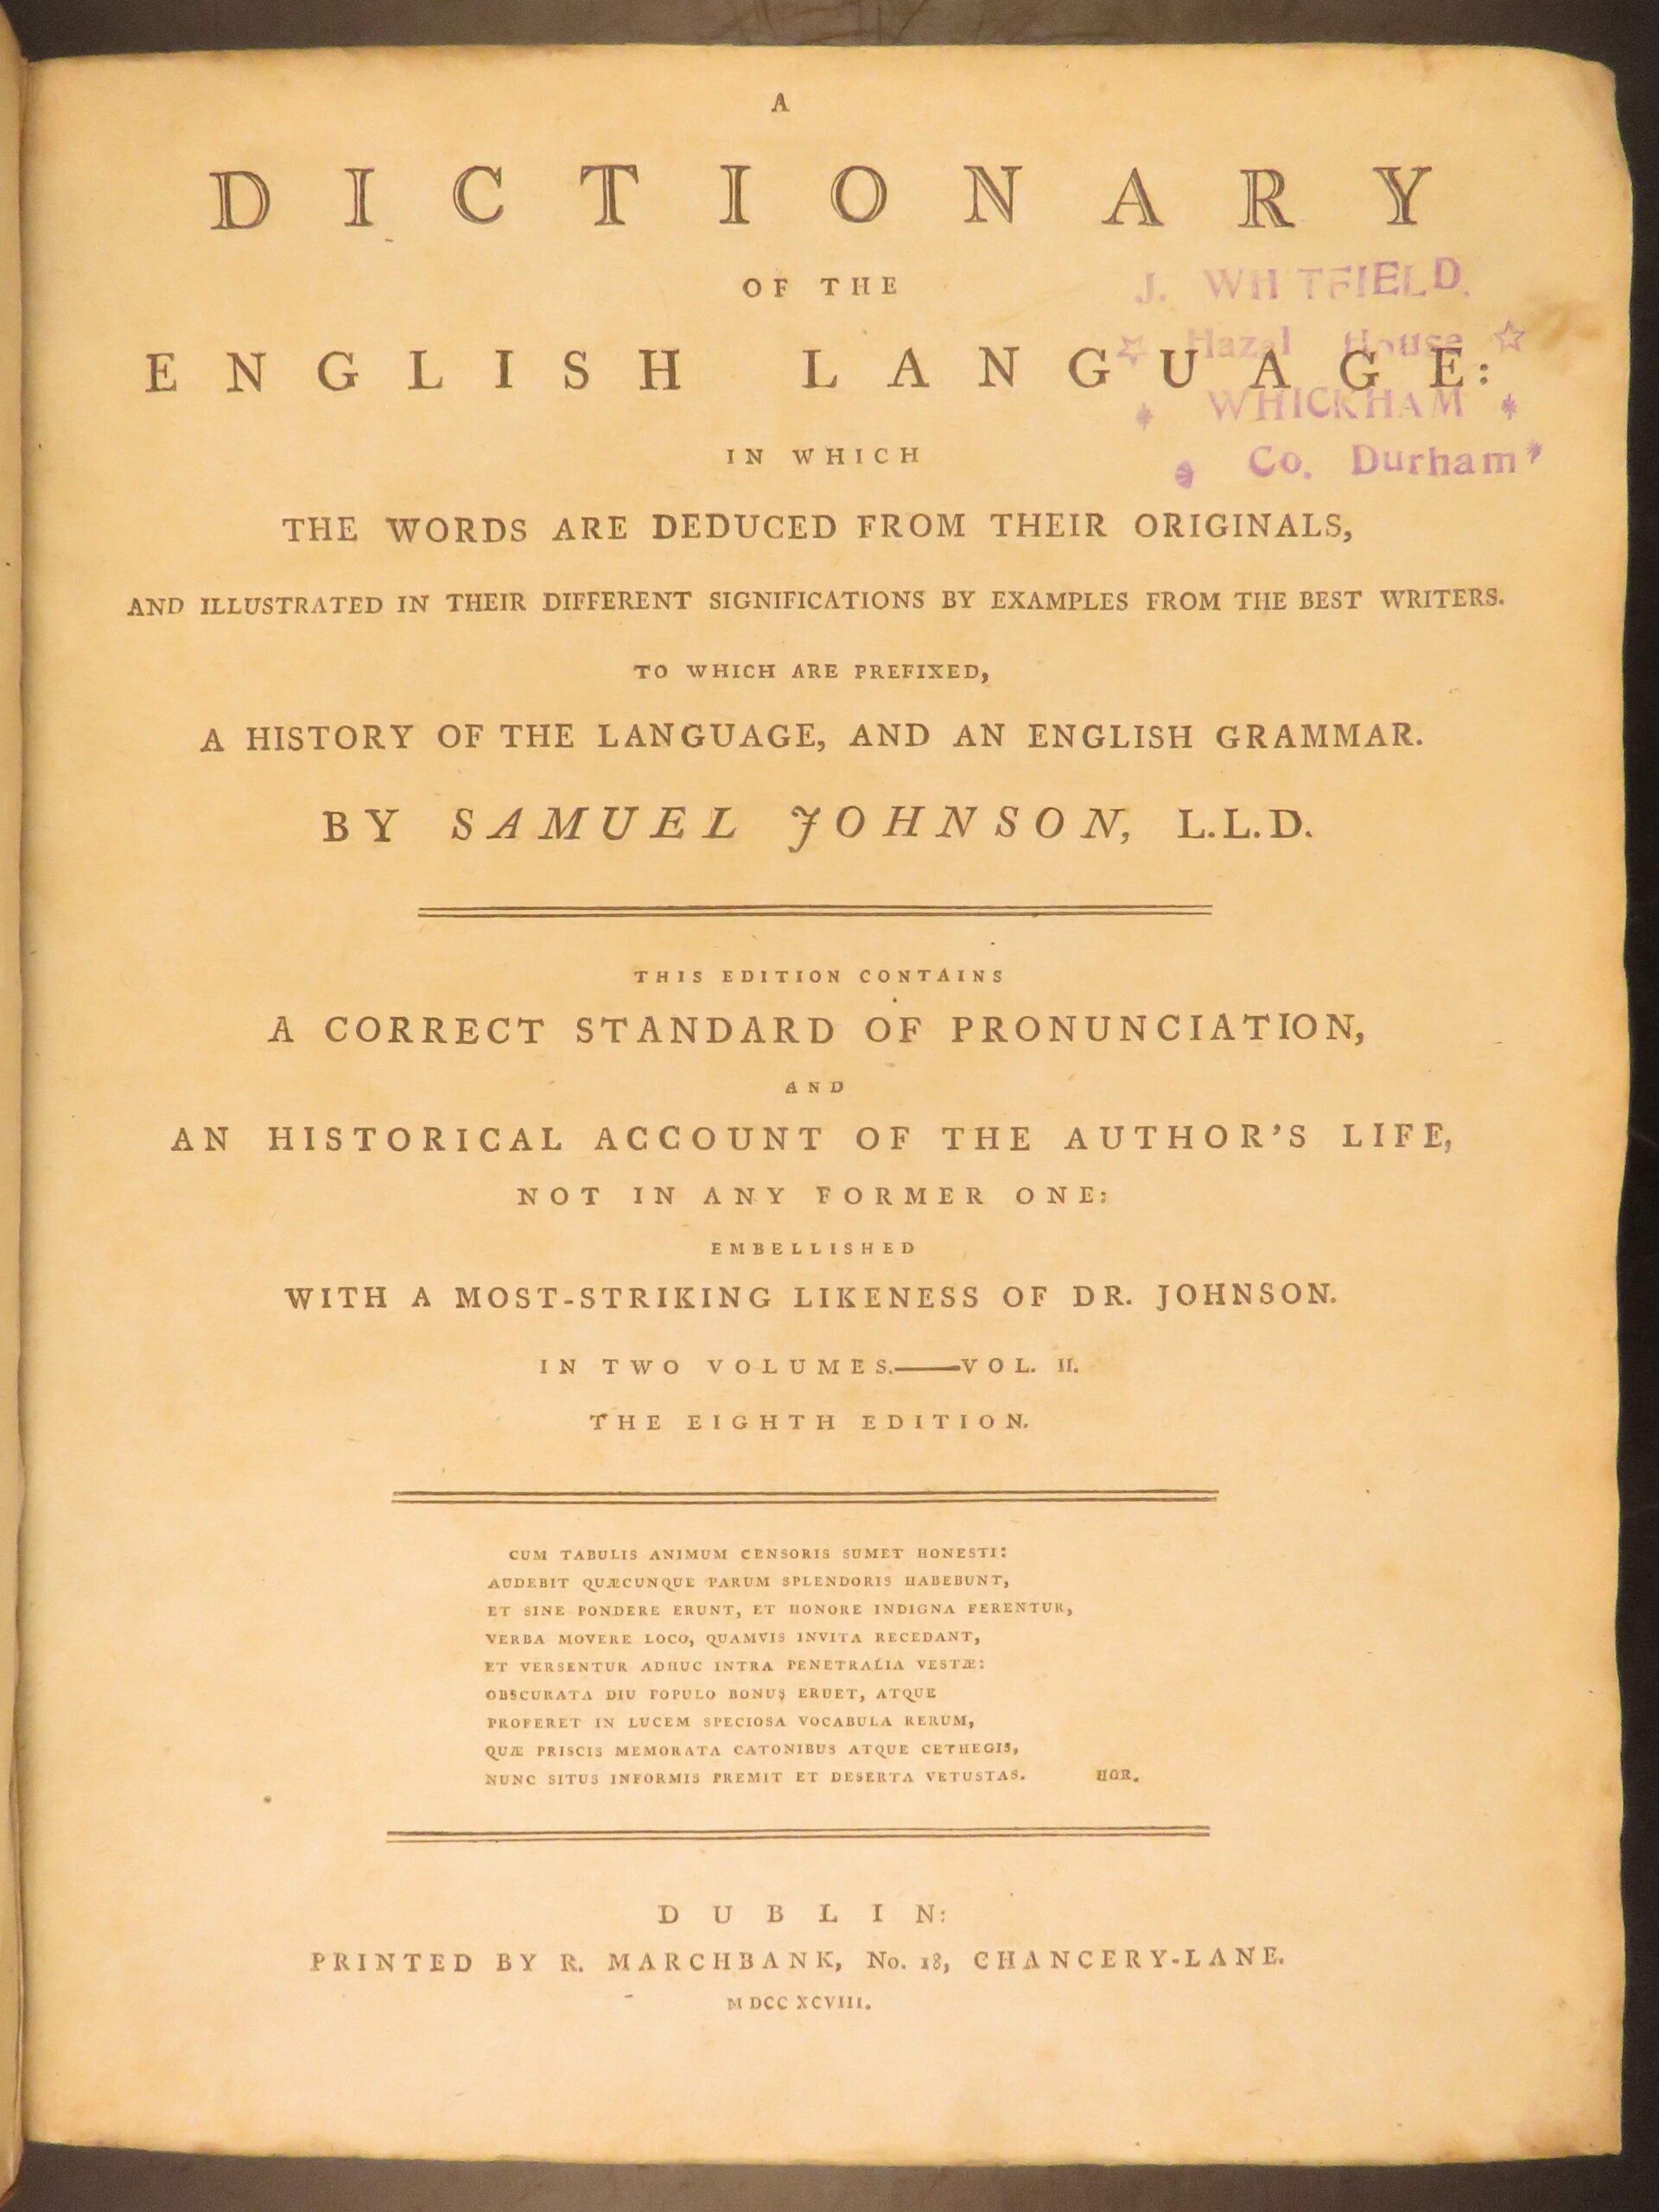 A
DICTIONARY
OF THE
ENGLISH LANGUAGE:
J. WHITFIELD.
Hazel House
WHICKHAM
Co. Durham
IN WHICH
THE WORDS ARE DEDUCED FROM THEIR ORIGINALS,
AND ILLUSTRATED IN THEIR DIFFERENT SIGNIFICATIONS BY EXAMPLES FROM THE BEST WRITERS.
TO WHICH ARE PREFIXED,
A HISTORY OF THE LANGUAGE, AND AN ENGLISH GRAMMAR.
BY SAMUEL JOHNSON, L.L.D.
THIS EDITION CONTAINS
A CORRECT STANDARD OF PRONUNCIATION,
AND
AN HISTORICAL ACCOUNT OF THE AUTHOR'S LIFE,
NOT IN ANY FORMER ONE:
EMBELLISHED
WITH A MOST-STRIKING LIKENESS OF DR. JOHNSON.
IN TWO VOLUMES.——VOL. II.
THE EIGHTH EDITION.
CUM TABULIS ANIMUM CENSORIS SUMET HONESTI:
AUDEBIT QUÆCUNQUE PARUM SPLENDORIS HABEBUNT,
ET SINE PONDERE ERUNT, ET HONORE INDIGNA FERENTUR,
VERBA MOVERE LOCO, QUAMVIS INVITA RECEDANT,
ET VERSENTUR ADHUC INTRA PENETRALIA VESTÆ:
OBSCURATA DIU POPULO BONUS ERUET, ATQUE
PROFERET IN LUCEM SPECIOSA VOCABULA RERUM,
QUÆ PRISCIS MEMORATA CATONIBUS ATQUE CETHEGIS,
NUNC SITUS INFORMIS PREMIT ET DESERTA VETUSTAS. HOR.
DUBLIN:
PRINTED BY R. MARCHBANK, No. 18, CHANCERY-LANE.
M DCC XCVIII.